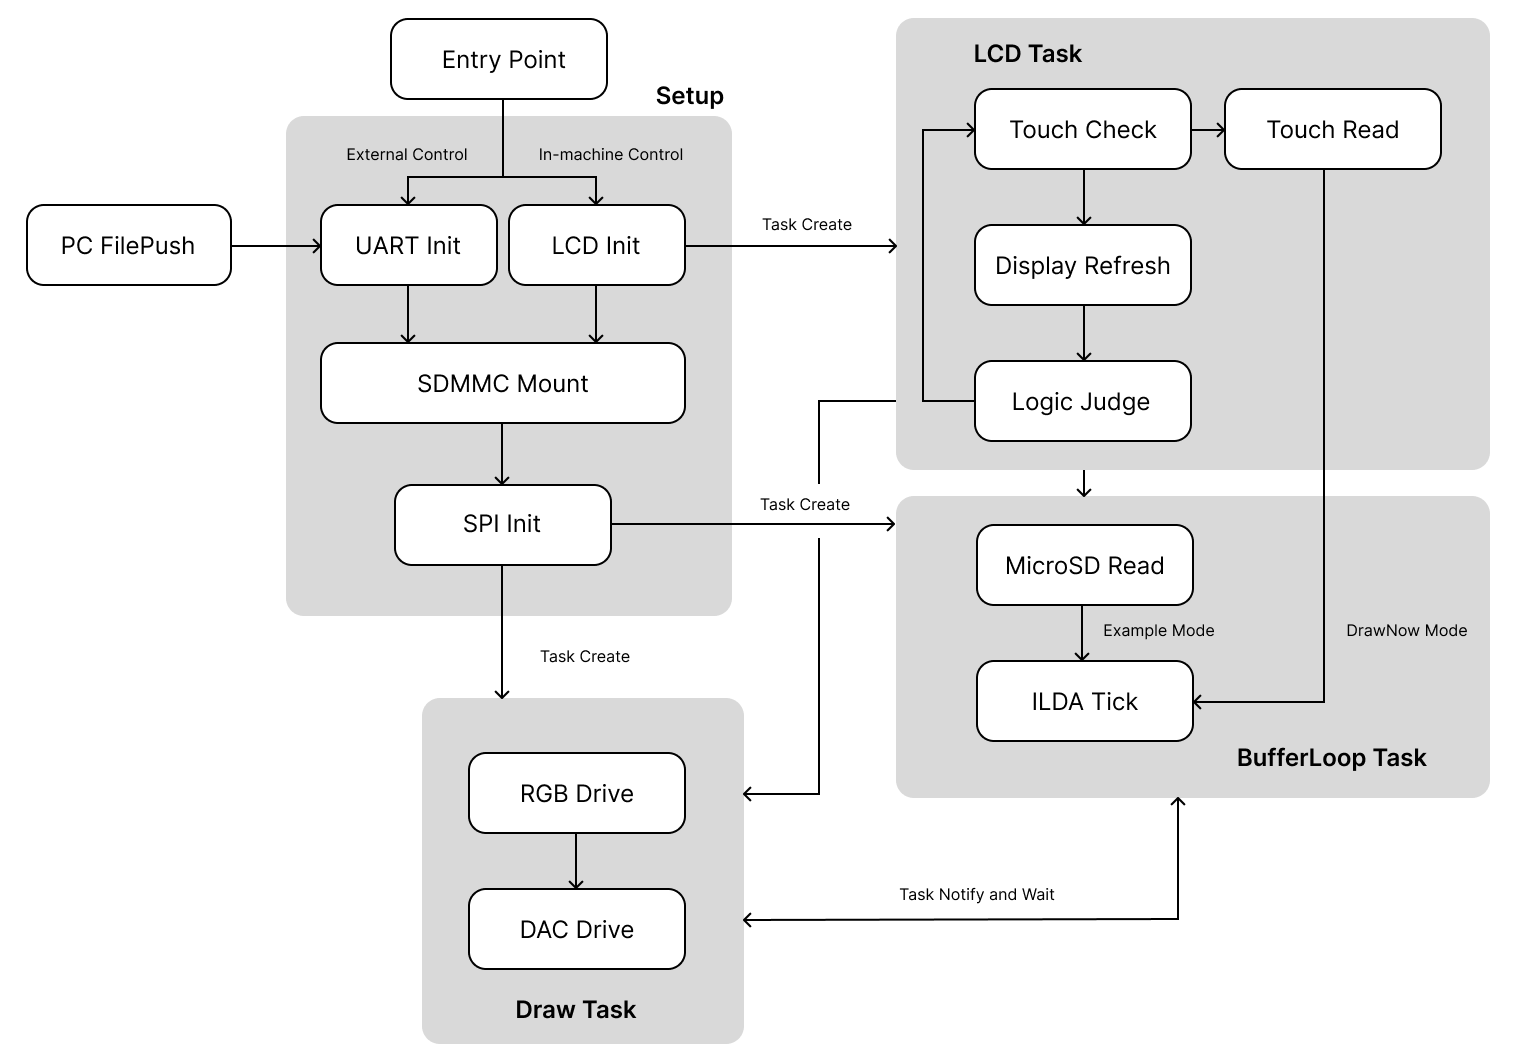 Entry Point
Setup
External Control
In-machine Control
PC FilePush
UART Init
LCD Init
Task Create
SDMMC Mount
SPI Init
Task Create
Task Create
LCD Task
Touch Check
Touch Read
Display Refresh
Logic Judge
MicroSD Read
Example Mode
DrawNow Mode
ILDA Tick
BufferLoop Task
RGB Drive
DAC Drive
Task Notify and Wait
Draw Task